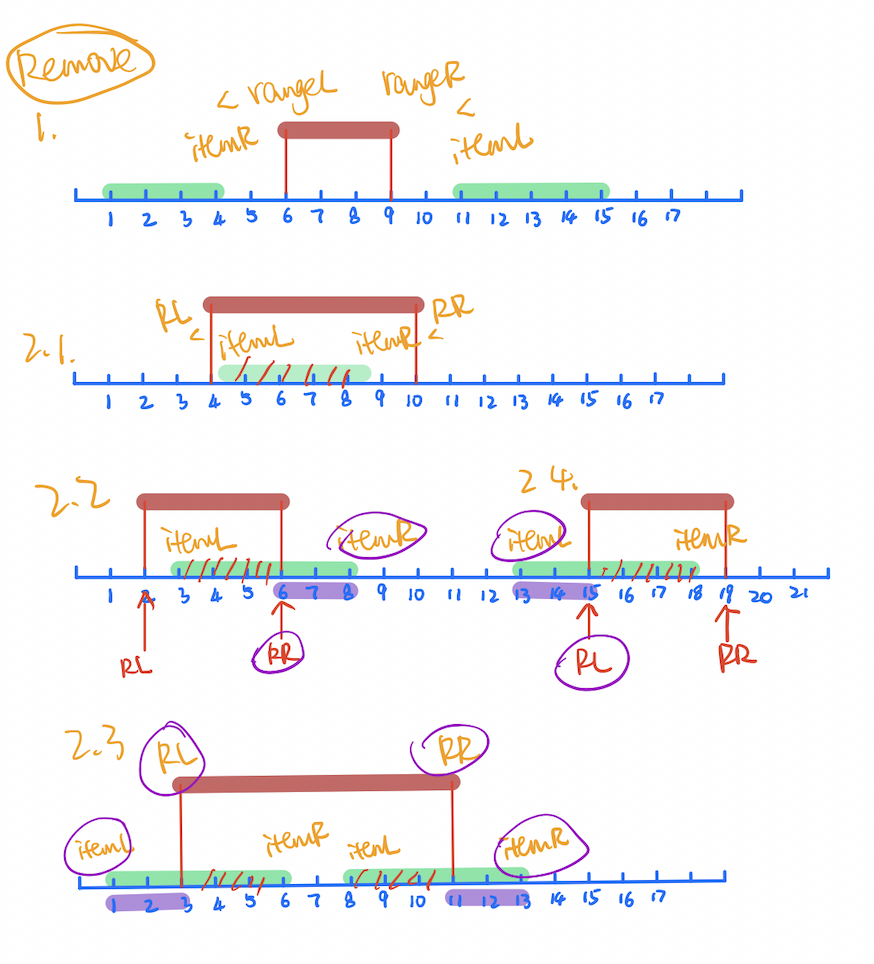 Remove
1.
< rangeL rangeR <
itemR itemL
1 2 3 4 5 6 7 8 9 10 11 12 13 14 15 16 17
RL < RR <
2.1. itemL itemR
1 2 3 4 5 6 7 8 9 10 11 12 13 14 15 16 17
2.2 2 4.
itemL itemR itemL itemR
1 2 3 4 5 6 7 8 9 10 11 12 13 14 15 16 17 18 19 20 21
RL RR RL RR
2.3 RL RR
itemL itemR itemL itemR
1 2 3 4 5 6 7 8 9 10 11 12 13 14 15 16 17